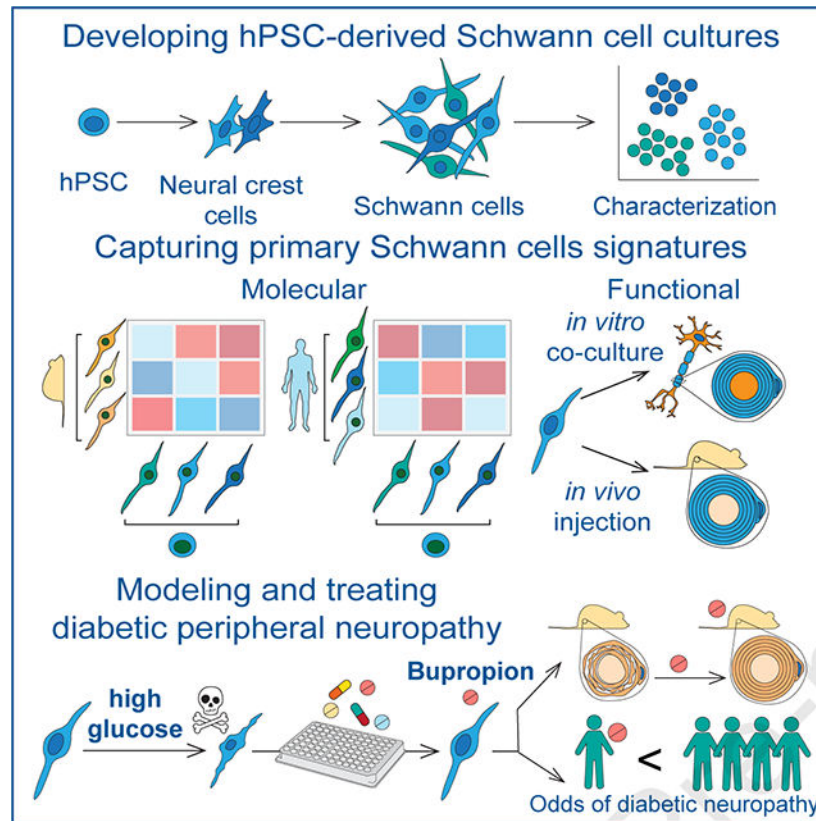 Developing hPSC-derived Schwann cell cultures
hPSC
Neural crest
cells
Schwann cells
Characterization
Capturing primary Schwann cells signatures
Molecular
Functional
in vitro
co-culture
in vivo
injection
Modeling and treating
diabetic peripheral neuropathy
high
glucose
Bupropion
<
Odds of diabetic neuropathy